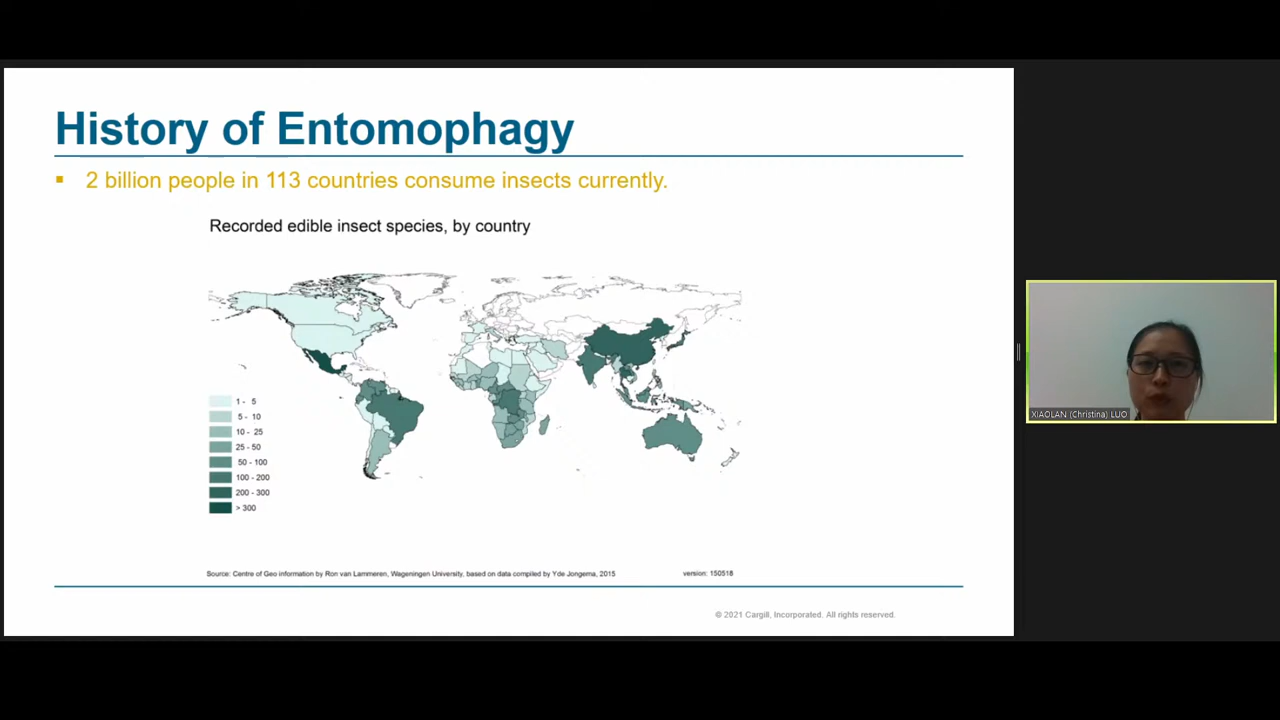 History of Entomophagy
▪ 2 billion people in 113 countries consume insects currently.
Recorded edible insect species, by country
1 - 5
5 - 10
10 - 25
25 - 50
50 - 100
100 - 200
200 - 300
> 300
Source: Centre of Geo information by Ron van Lammeren, Wageningen University, based on data compiled by Yde Jongema, 2015
version: 150518
© 2021 Cargill, Incorporated. All rights reserved.
XIAOLAN (Christina) LUO